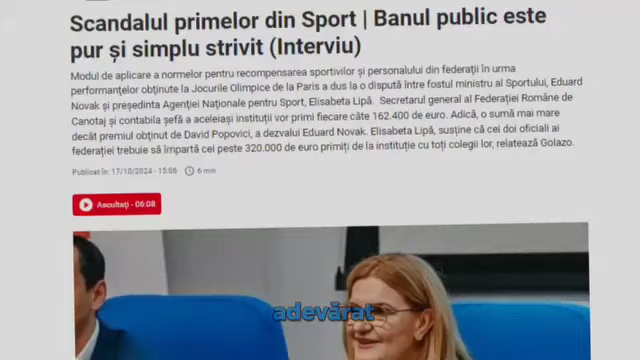 Scandalul primelor din Sport | Banul public este
pur și simplu strivit (Interviu)
Modul de aplicare a normelor pentru recompensarea sportivilor și personalului din federații în urma
performanțelor obținute la Jocurile Olimpice de la Paris a dus la o dispută între fostul ministru al Sportului, Eduard
Novak și președinta Agenției Naționale pentru Sport, Elisabeta Lipă. Secretarul general al Federației Române de
Canotaj și contabila șefă a aceleiași instituții vor primi fiecare câte 162.400 de euro. Adică, o sumă mai mare
decât premiul obținut de David Popovici, a dezvalui Eduard Novak. Elisabeta Lipă, susține că cei doi oficiali ai
federației trebuie să împartă cei peste 320.000 de euro primiți de la instituție cu toți colegii lor, relatează Golazo.
Publicat în: 17/10/2024 - 15:06 6 min
Ascultați - 06:08
adevărat